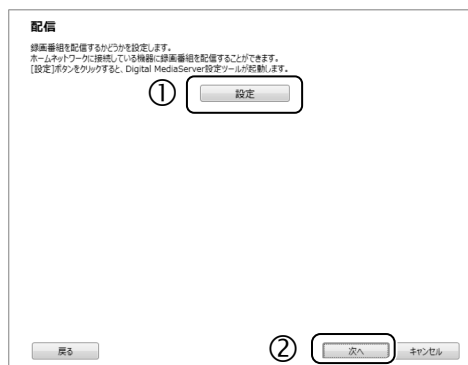 配信
録画番組を配信するかどうかを設定します。
ホームネットワークに接続している機器に録画番組を配信することができます。
[設定]ボタンをクリックすると、Digital MediaServer設定ツールが起動します。
① 設定
戻る ② 次へ キャンセル